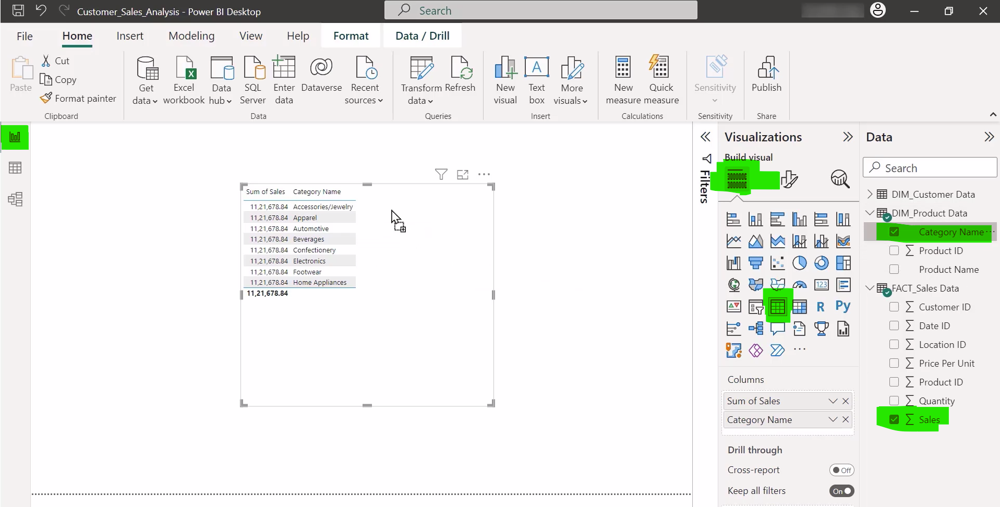 Customer_Sales_Analysis - Power BI Desktop
Search
File Home Insert Modeling View Help Format Data / Drill
Paste
Cut
Copy
Format painter
Clipboard
Get data
Excel workbook
Data hub
SQL Server
Enter data
Dataverse
Recent sources
Data
Transform data
Refresh
Queries
New visual
Text box
More visuals
Insert
New measure
Quick measure
Calculations
Sensitivity
Sensitivity
Publish
Share
Sum of Sales Category Name
11,21,678.84 Accessories/Jewelry
11,21,678.84 Apparel
11,21,678.84 Automotive
11,21,678.84 Beverages
11,21,678.84 Confectionery
11,21,678.84 Electronics
11,21,678.84 Footwear
11,21,678.84 Home Appliances
11,21,678.84
Filters
Visualizations
Build visual
123
R
Py
Columns
Sum of Sales
Category Name
Drill through
Cross-report Off
Keep all filters On
Data
Search
DIM_Customer Data
DIM_Product Data
Category Name
Product ID
Product Name
FACT_Sales Data
Customer ID
Date ID
Location ID
Price Per Unit
Product ID
Quantity
Sales